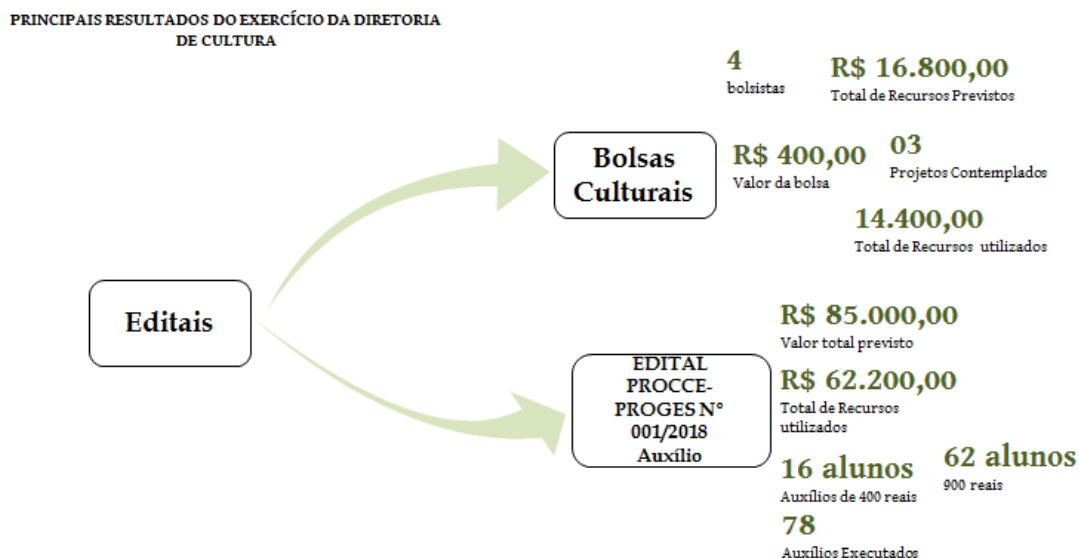 PRINCIPAIS RESULTADOS DO EXERCÍCIO DA DIRETORIA
DE CULTURA
4
bolsistas
R$ 16.800,00
Total de Recursos Previstos
Bolsas
Culturais
R$ 400,00
Valor da bolsa
03
Projetos Contemplados
14.400,00
Total de Recursos utilizados
Editais
R$ 85.000,00
Valor total previsto
EDITAL
PROCCE-
PROGES N°
001/2018
Auxílio
R$ 62.200,00
Total de Recursos
utilizados
16 alunos
Auxílios de 400 reais
62 alunos
900 reais
78
Auxílios Executados